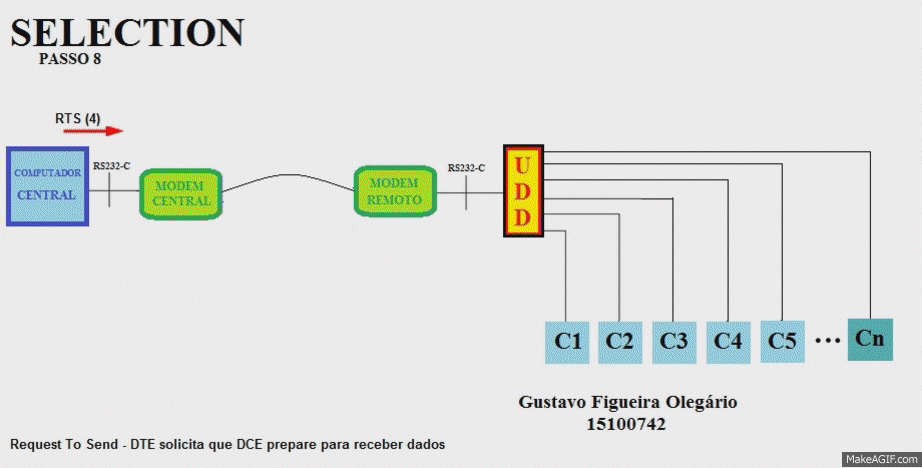 SELECTION
PASSO 8
RTS (4)
COMPUTADOR
CENTRAL
RS232-C
MODEM
CENTRAL
MODEM
REMOTO
RS232-C
U
D
D
C1 C2 C3 C4 C5 ... Cn
Gustavo Figueira Olegário
15100742
Request To Send - DTE solicita que DCE prepare para receber dados
MakeAGIF.com